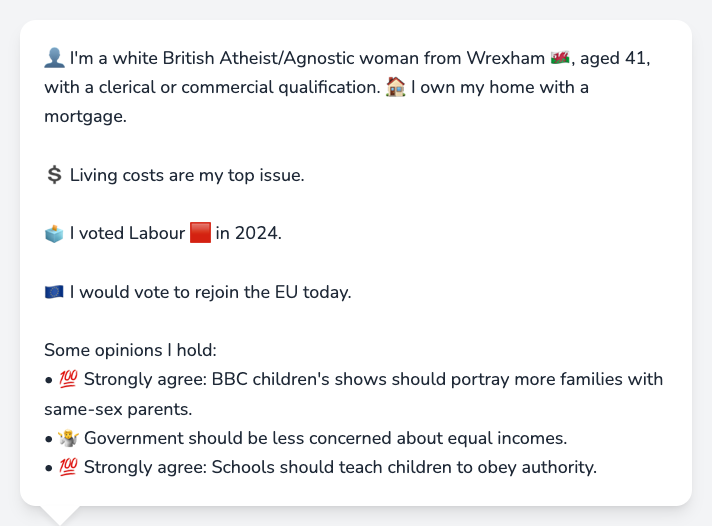 👤 I'm a white British Atheist/Agnostic woman from Wrexham 🏴󠁧󠁢󠁷󠁬󠁳󠁿, aged 41,
with a clerical or commercial qualification. 🏠 I own my home with a
mortgage.
💲 Living costs are my top issue.
🗳️ I voted Labour 🟥 in 2024.
🇪🇺 I would vote to rejoin the EU today.
Some opinions I hold:
• 💯 Strongly agree: BBC children's shows should portray more families with
same-sex parents.
• 🤷 Government should be less concerned about equal incomes.
• 💯 Strongly agree: Schools should teach children to obey authority.